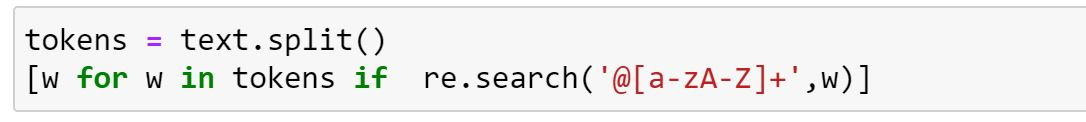 tokens = text.split()
[w for w in tokens if  re.search('@[a-zA-Z]+',w)]